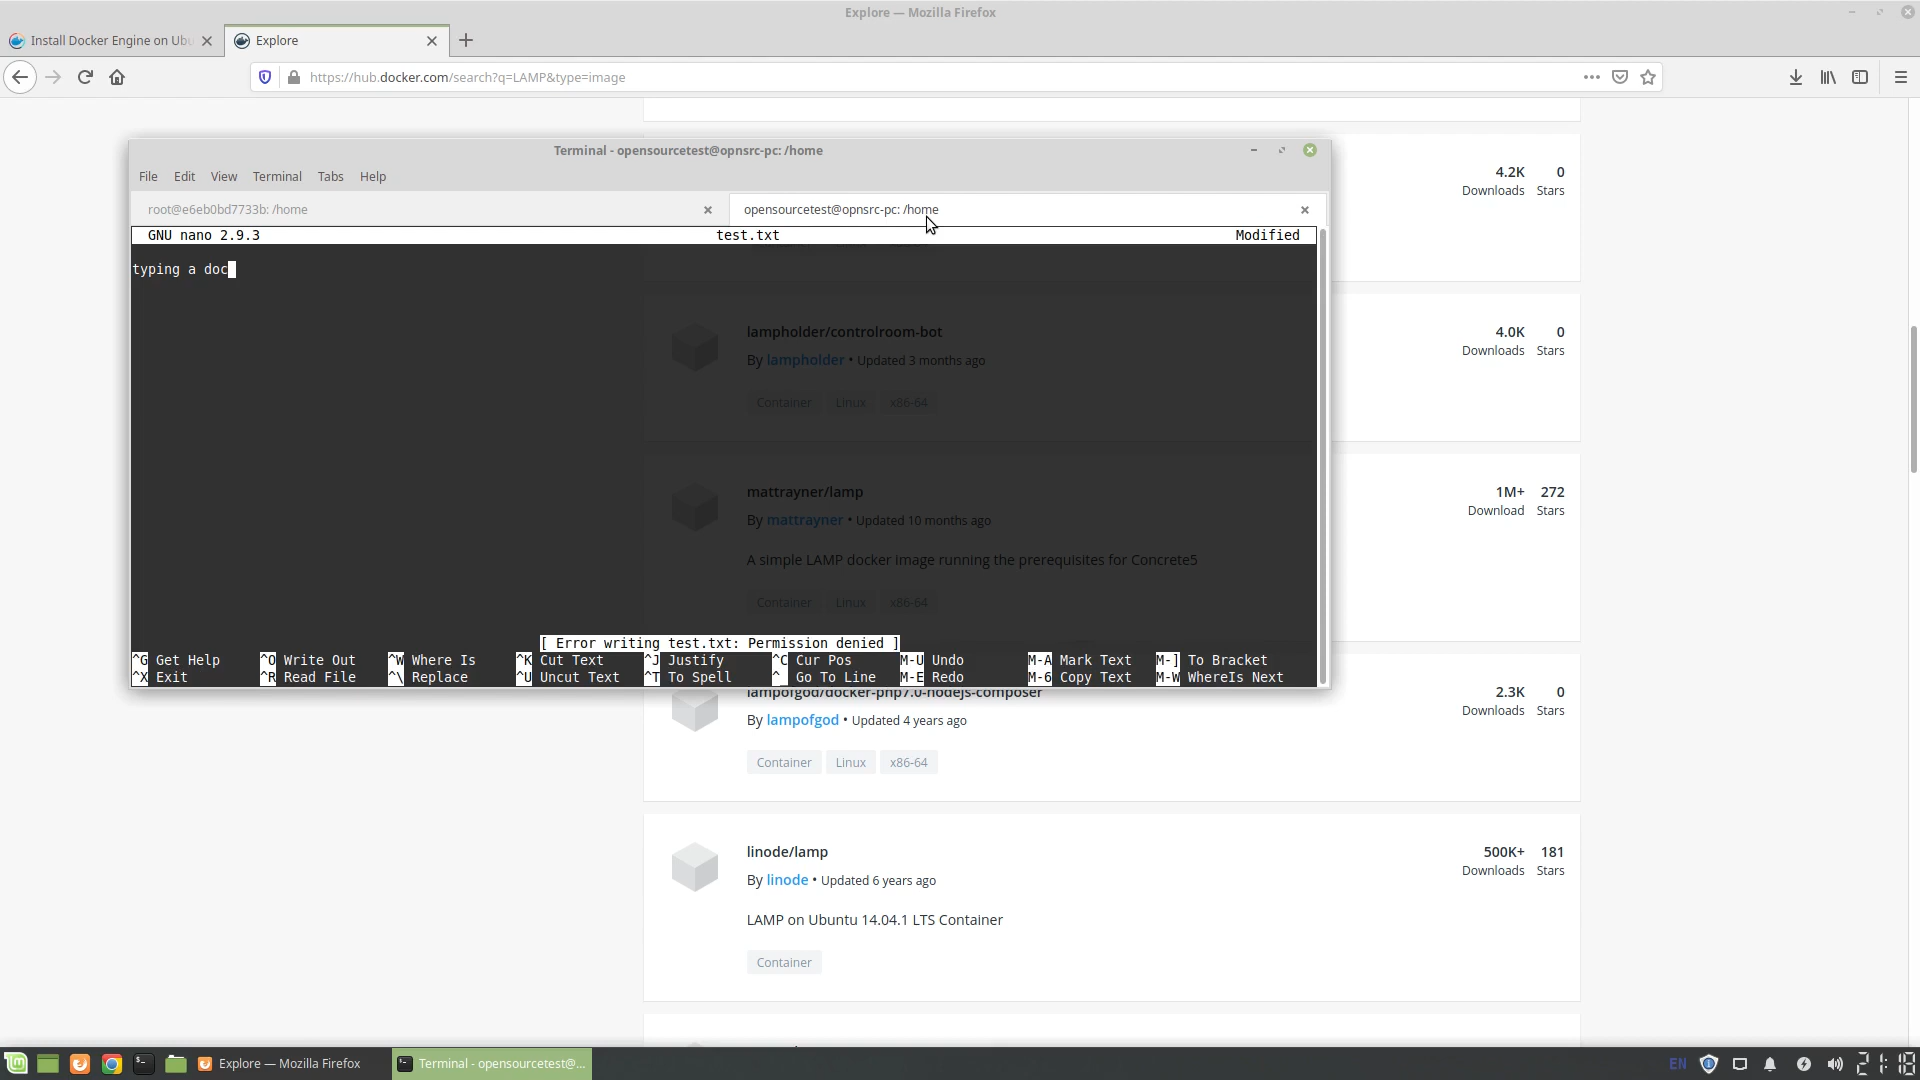 Explore — Mozilla Firefox
Install Docker Engine on Ubu
Explore
https://hub.docker.com/search?q=LAMP&type=image
4.2K 0
Downloads Stars
Terminal - opensourcetest@opnsrc-pc: /home
File Edit View Terminal Tabs Help
root@e6eb0bd7733b: /home
opensourcetest@opnsrc-pc: /home
GNU nano 2.9.3 test.txt Modified
typing a doc
lampholder/controlroom-bot
By lampholder • Updated 3 months ago
Container Linux x86-64
4.0K 0
Downloads Stars
mattrayner/lamp
By mattrayner • Updated 10 months ago
A simple LAMP docker image running the prerequisites for Concrete5
Container Linux x86-64
1M+ 272
Download Stars
[ Error writing test.txt: Permission denied ]
^G Get Help ^O Write Out ^W Where Is ^K Cut Text ^J Justify ^C Cur Pos M-U Undo M-A Mark Text M-] To Bracket
^X Exit ^R Read File ^\ Replace ^U Uncut Text ^T To Spell ^_ Go To Line M-E Redo M-6 Copy Text M-W WhereIs Next
lampofgod/docker-php7.0-nodejs-composer
By lampofgod • Updated 4 years ago
Container Linux x86-64
2.3K 0
Downloads Stars
linode/lamp
By linode • Updated 6 years ago
LAMP on Ubuntu 14.04.1 LTS Container
Container
500K+ 181
Downloads Stars
Explore — Mozilla Firefox
Terminal - opensourcetest@...
EN
21:18